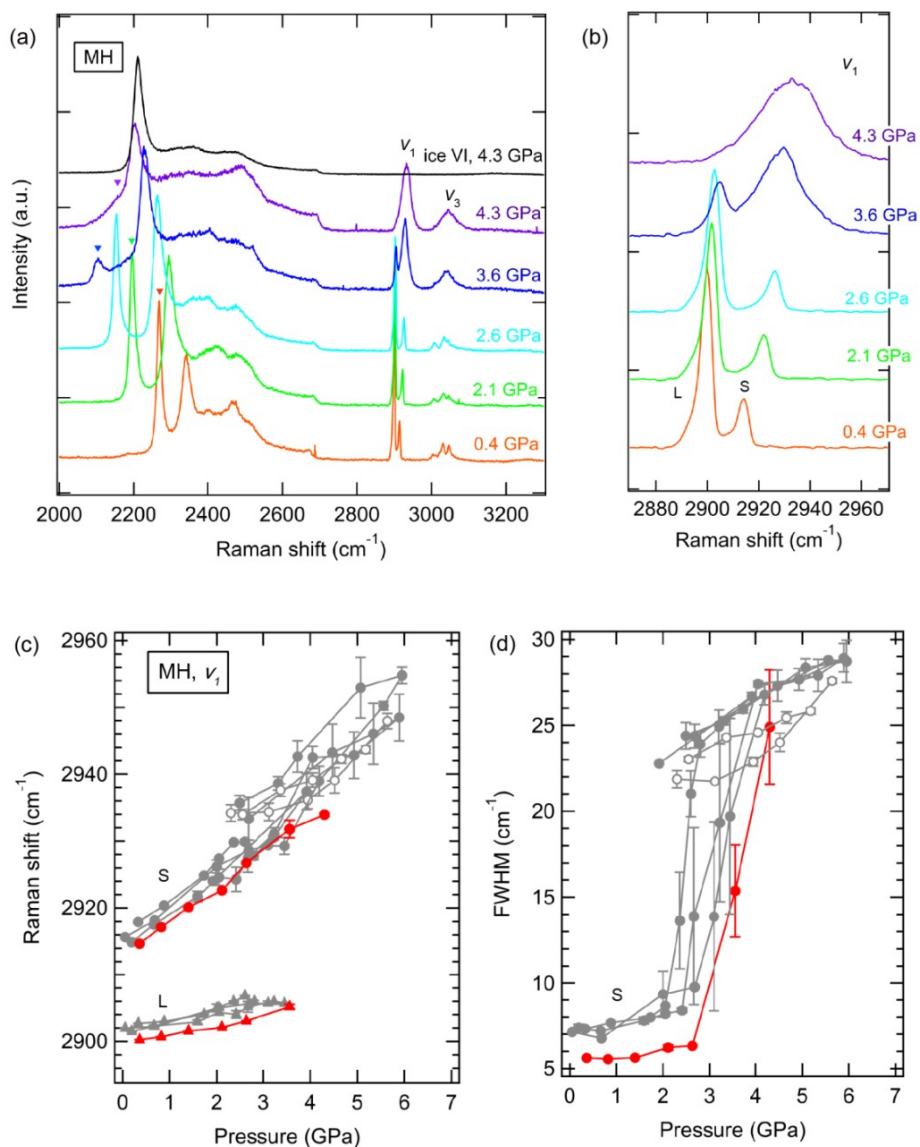 (a)
MH
Intensity (a.u.)
ν1
ice VI, 4.3 GPa
ν3
4.3 GPa
3.6 GPa
2.6 GPa
2.1 GPa
0.4 GPa
2000 2200 2400 2600 2800 3000 3200
Raman shift (cm-1)
(b)
ν1
4.3 GPa
3.6 GPa
2.6 GPa
2.1 GPa
L S
0.4 GPa
2880 2900 2920 2940 2960
Raman shift (cm-1)
(c)
MH, ν1
Raman shift (cm-1)
2960
2940
2920
2900
S
L
0 1 2 3 4 5 6 7
Pressure (GPa)
(d)
FWHM (cm-1)
30
25
20
15
10
5
S
0 1 2 3 4 5 6 7
Pressure (GPa)